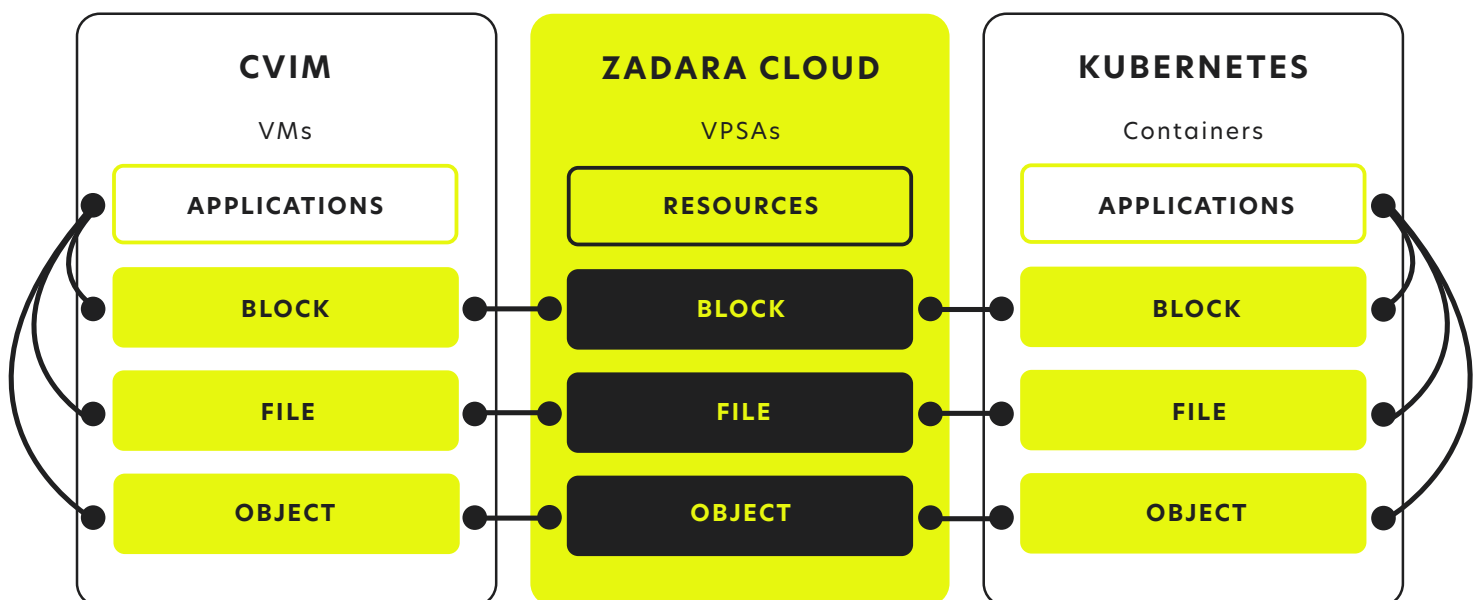 CVIM
VMs
APPLICATIONS
BLOCK
FILE
OBJECT
ZADARA CLOUD
VPSAs
RESOURCES
BLOCK
FILE
OBJECT
KUBERNETES
Containers
APPLICATIONS
BLOCK
FILE
OBJECT